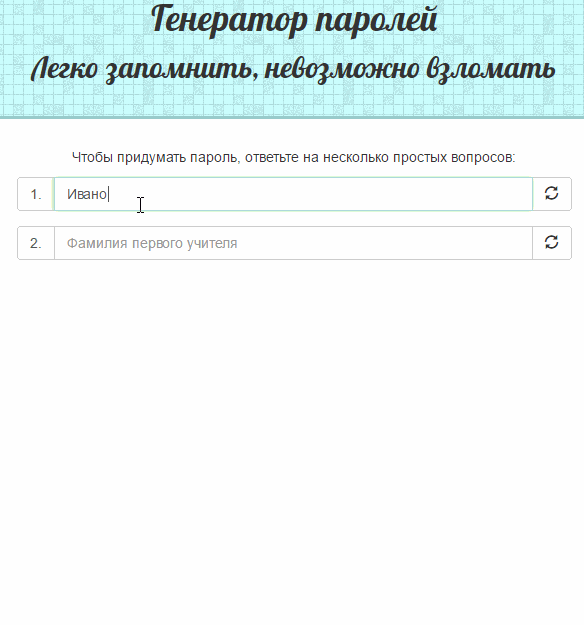 Генератор паролей
Легко запомнить, невозможно взломать
Чтобы придумать пароль, ответьте на несколько простых вопросов:
1. Ивано
2. Фамилия первого учителя